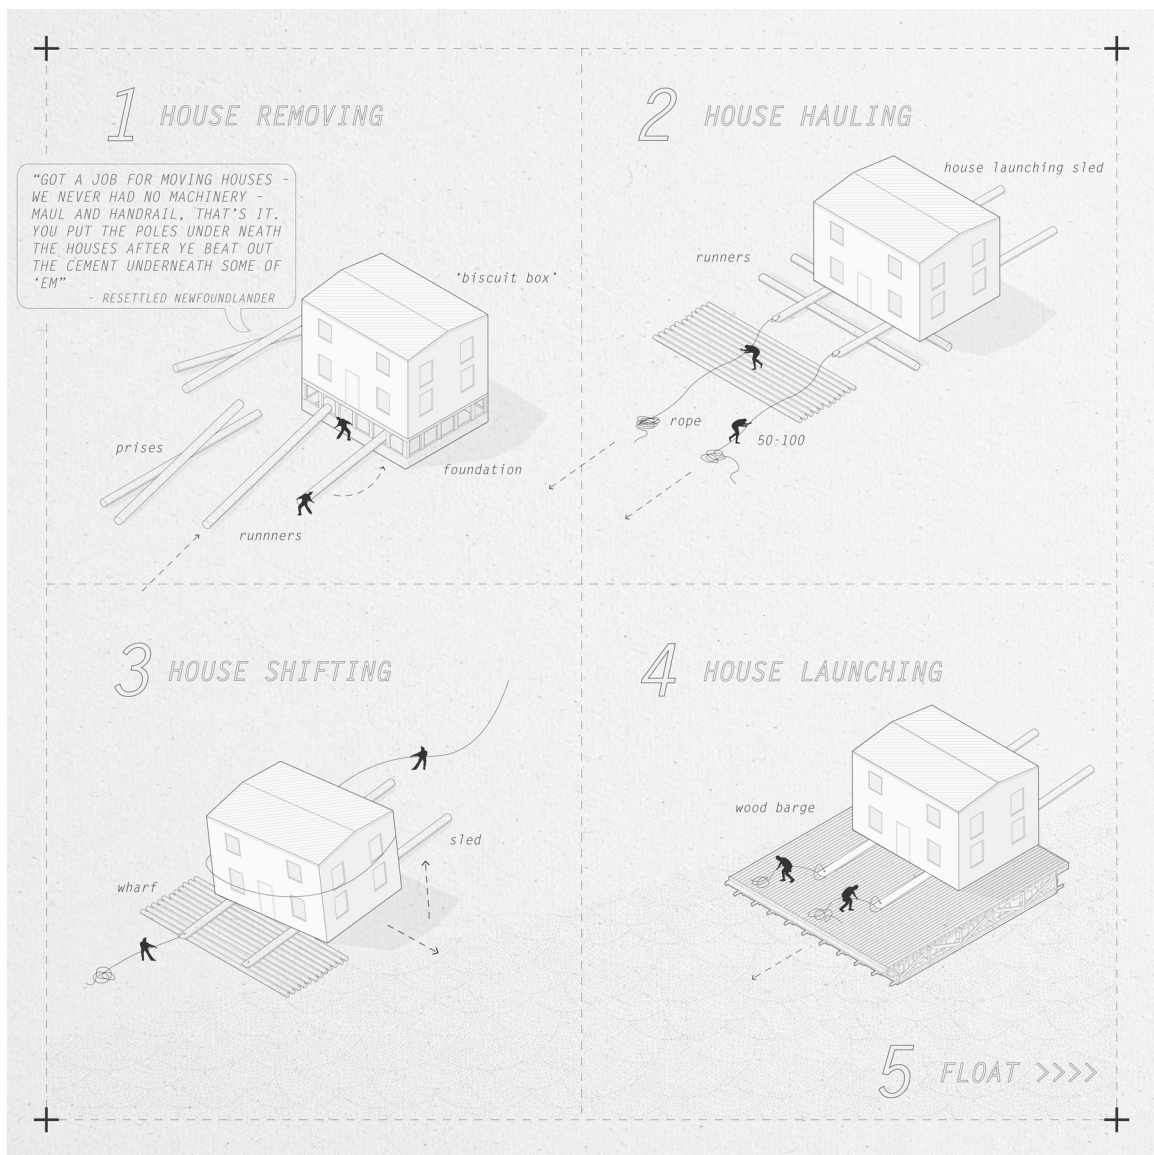 1 HOUSE REMOVING
“GOT A JOB FOR MOVING HOUSES -
WE NEVER HAD NO MACHINERY -
MAUL AND HANDRAIL, THAT’S IT.
YOU PUT THE POLES UNDER NEATH
THE HOUSES AFTER YE BEAT OUT
THE CEMENT UNDERNEATH SOME OF
‘EM”
- RESETTLED NEWFOUNDLANDER
‘biscuit box’
prises
foundation
runnners
2 HOUSE HAULING
house launching sled
runners
rope
50-100
3 HOUSE SHIFTING
sled
wharf
4 HOUSE LAUNCHING
wood barge
5 FLOAT >>>>